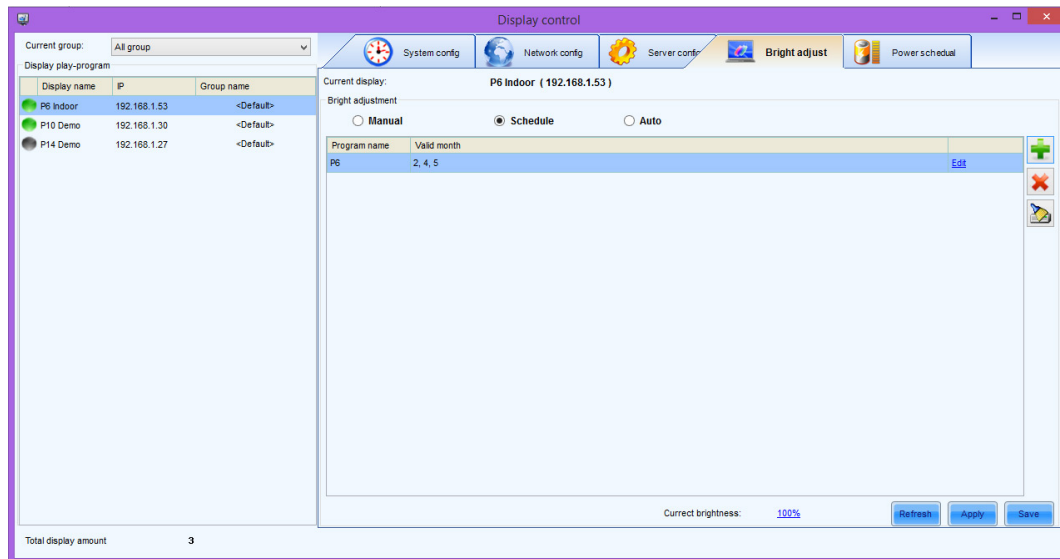 Display control
Current group: All group
System config Network config Server config Bright adjust Power schedual
Display play-program
Display name IP Group name
P6 Indoor 192.168.1.53 <Default>
P10 Demo 192.168.1.30 <Default>
P14 Demo 192.168.1.27 <Default>
Current display: P6 Indoor ( 192.168.1.53 )
Bright adjustment
Manual Schedule Auto
Program name Valid month
P6 2, 4, 5 Edit
Currect brightness: 100% Refresh Apply Save
Total display amount 3